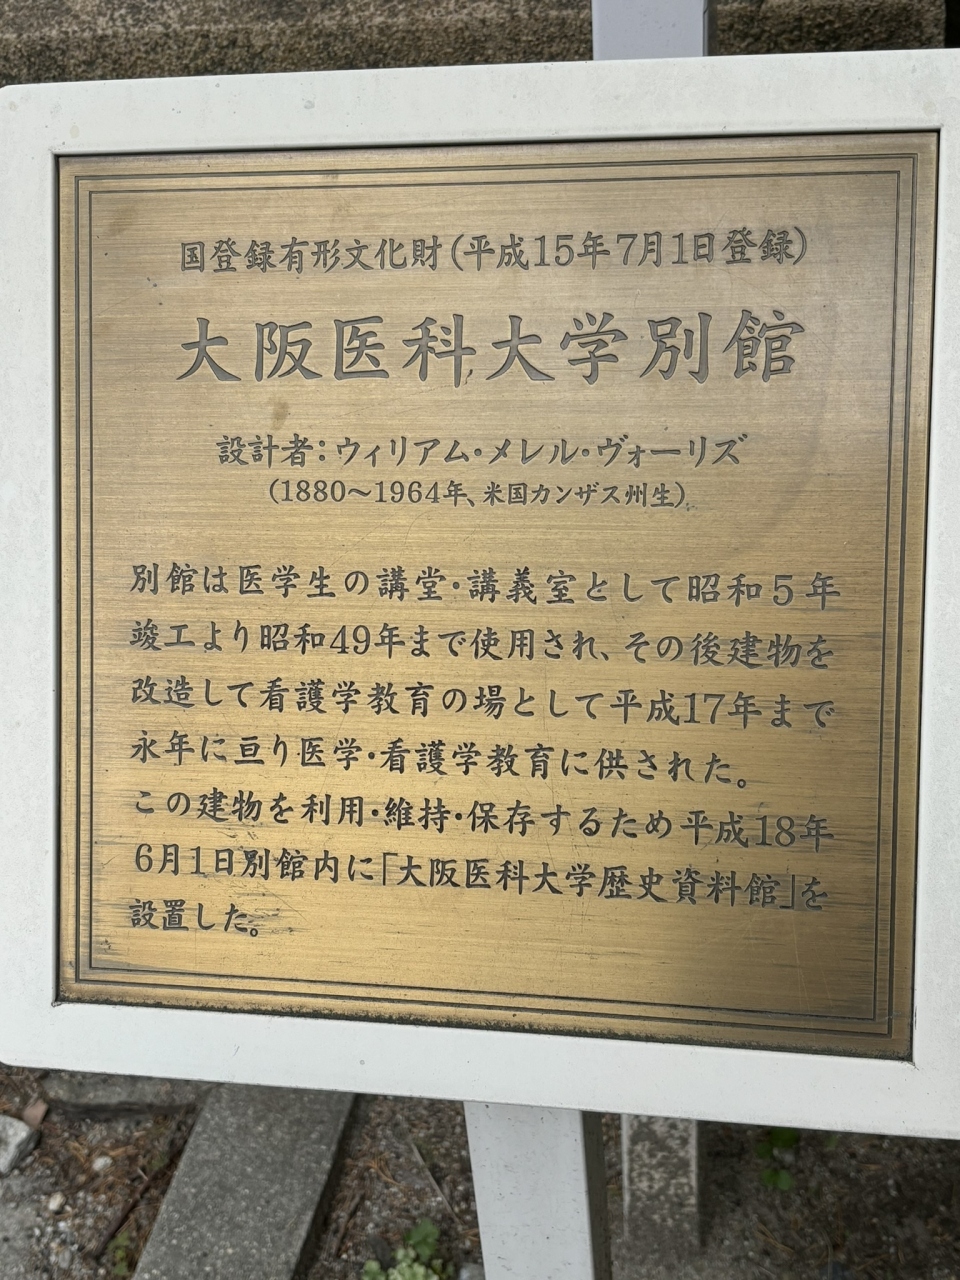 国登録有形文化財(平成15年7月1日登録)
大阪医科大学別館
設計者：ウィリアム・メレル・ヴォーリズ
(1880〜1964年、米国カンザス州生)
別館は医学生の講堂・講義室として昭和5年
竣工より昭和49年まで使用され、その後建物を
改造して看護学教育の場として平成17年まで
永年に亘り医学・看護学教育に供された。
この建物を利用・維持・保存するため平成18年
6月1日別館内に「大阪医科大学歴史資料館」を
設置した。